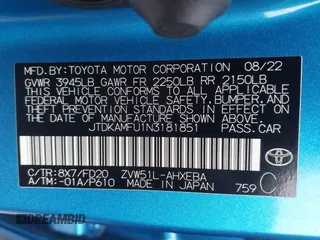 MFD.BY:TOYOTA MOTOR CORPORATION 08/22
GVWR 3945LB GAWR FR 2250LB RR 2150LB
THIS VEHICLE CONFORMS TO ALL APPLICABLE
FEDERAL MOTOR VEHICLE SAFETY, BUMPER, AND
THEFT PREVENTION STANDARDS IN EFFECT ON
THE DATE OF MANUFACTURE SHOWN ABOVE.
JTDKAMFU1N3181851 PASS.CAR
C/TR:8X7/FD20 ZVW51L-AHXEBA
A/TM:-01A/P610 MADE IN JAPAN 759 C
DREAMBID